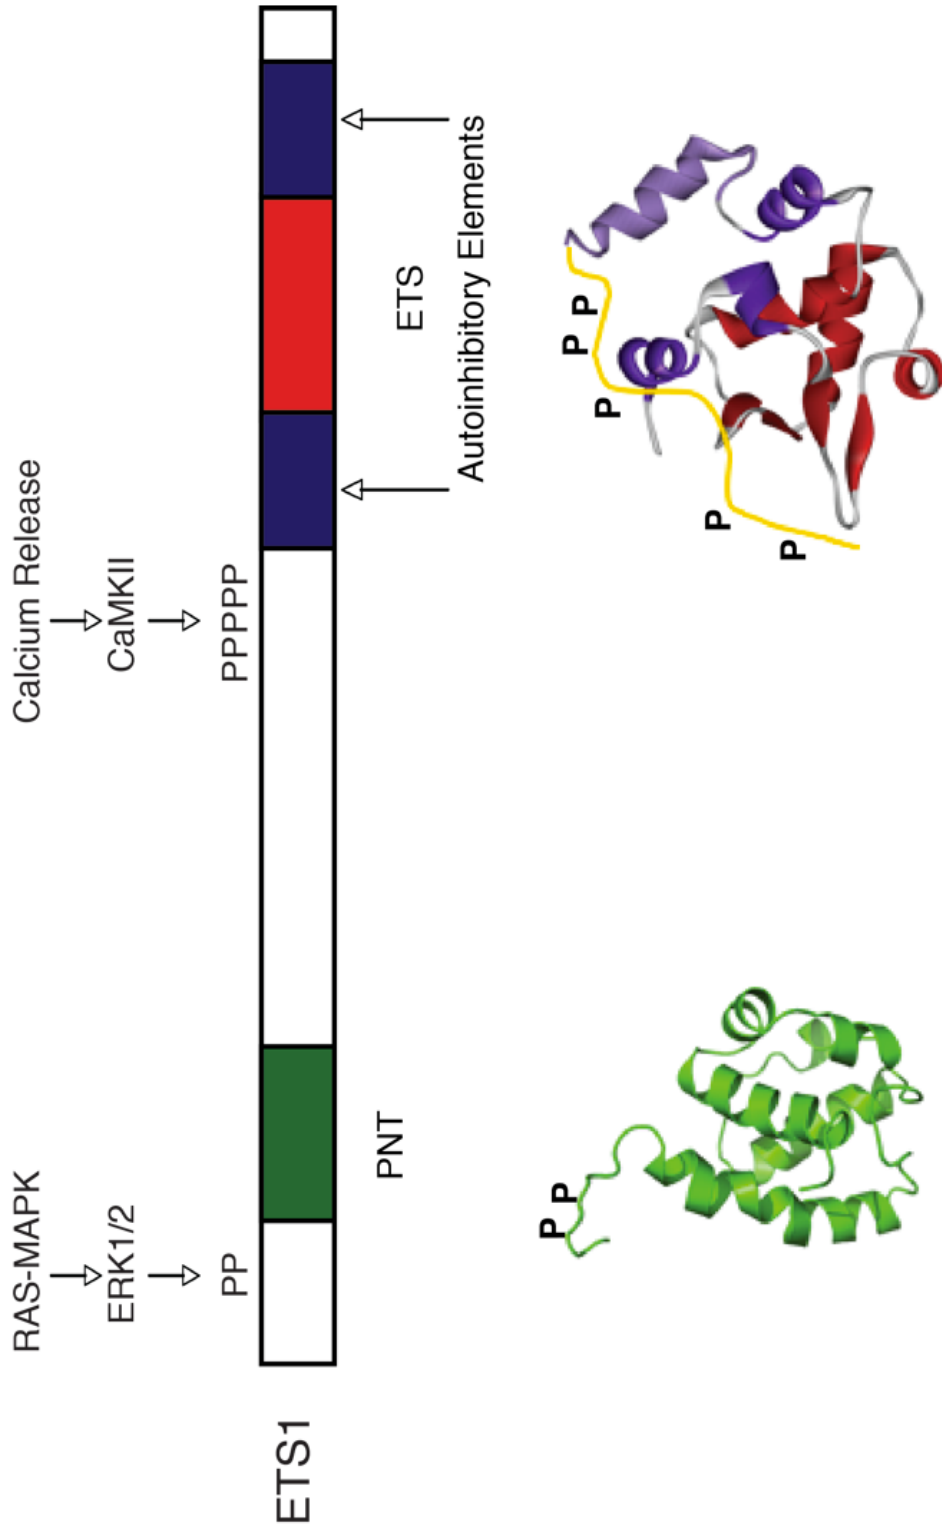 RAS-MAPK
Calcium Release
ERK1/2
CaMKII
PP
PPPPP
ETS1
PNT
ETS
Autoinhibitory Elements
P
P
P
P
P
P
P